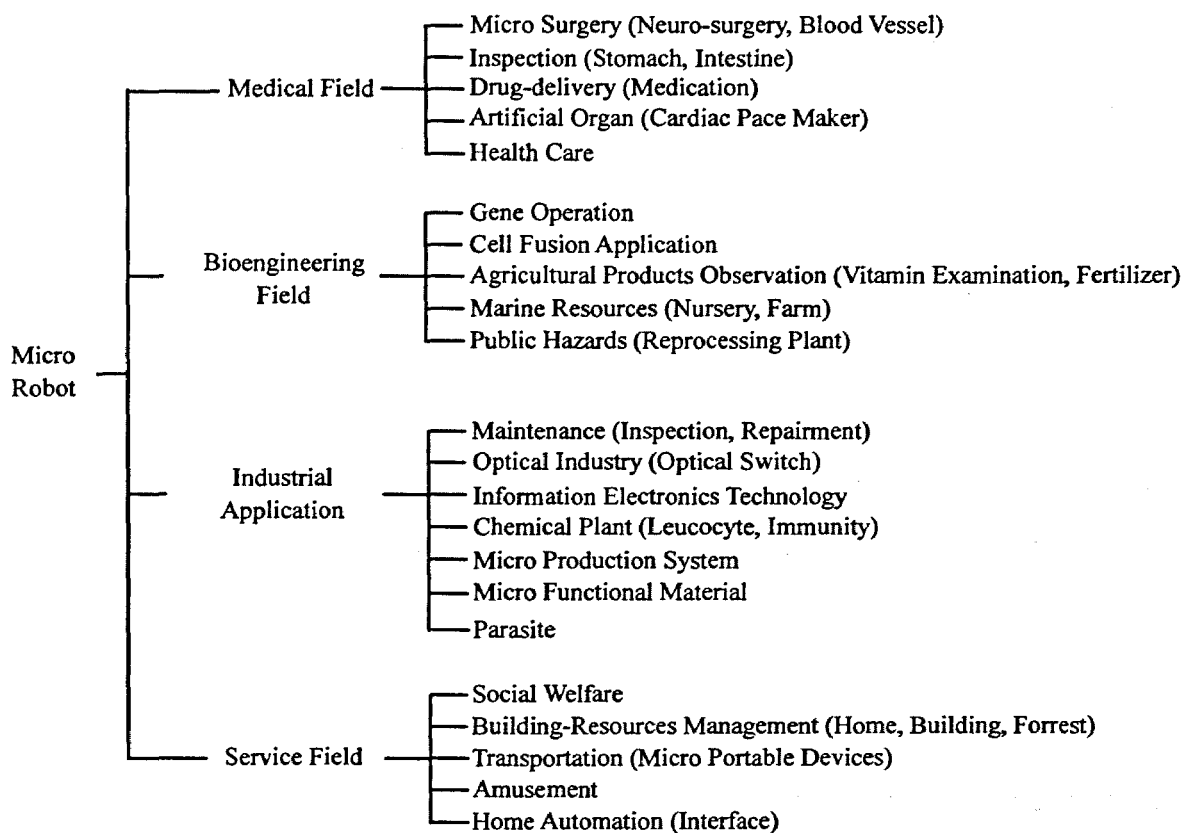 Micro Robot
Medical Field
Micro Surgery (Neuro-surgery, Blood Vessel)
Inspection (Stomach, Intestine)
Drug-delivery (Medication)
Artificial Organ (Cardiac Pace Maker)
Health Care
Bioengineering
Field
Gene Operation
Cell Fusion Application
Agricultural Products Observation (Vitamin Examination, Fertilizer)
Marine Resources (Nursery, Farm)
Public Hazards (Reprocessing Plant)
Industrial
Application
Maintenance (Inspection, Repairment)
Optical Industry (Optical Switch)
Information Electronics Technology
Chemical Plant (Leucocyte, Immunity)
Micro Production System
Micro Functional Material
Parasite
Service Field
Social Welfare
Building-Resources Management (Home, Building, Forrest)
Transportation (Micro Portable Devices)
Amusement
Home Automation (Interface)